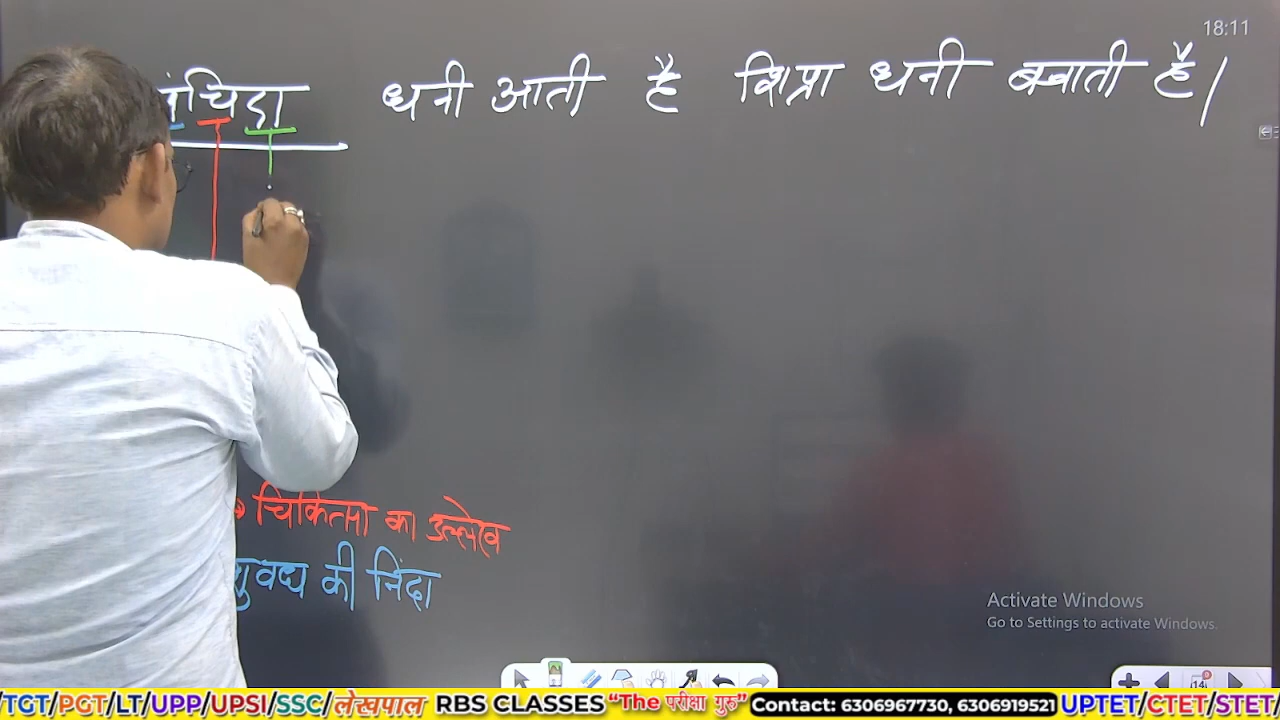 18:11
चिदा धनी आती है शिप्रा धनी बजाती है।
चिकित्सा का उल्लेख
की निंदा
Activate Windows
Go to Settings to activate Windows.
/TGT/PGT/LT/UPP/UPSI/SSC/लेखपाल RBS CLASSES “The परीक्षा गुरु” Contact: 6306967730, 6306919521 UPTET/CTET/STET/